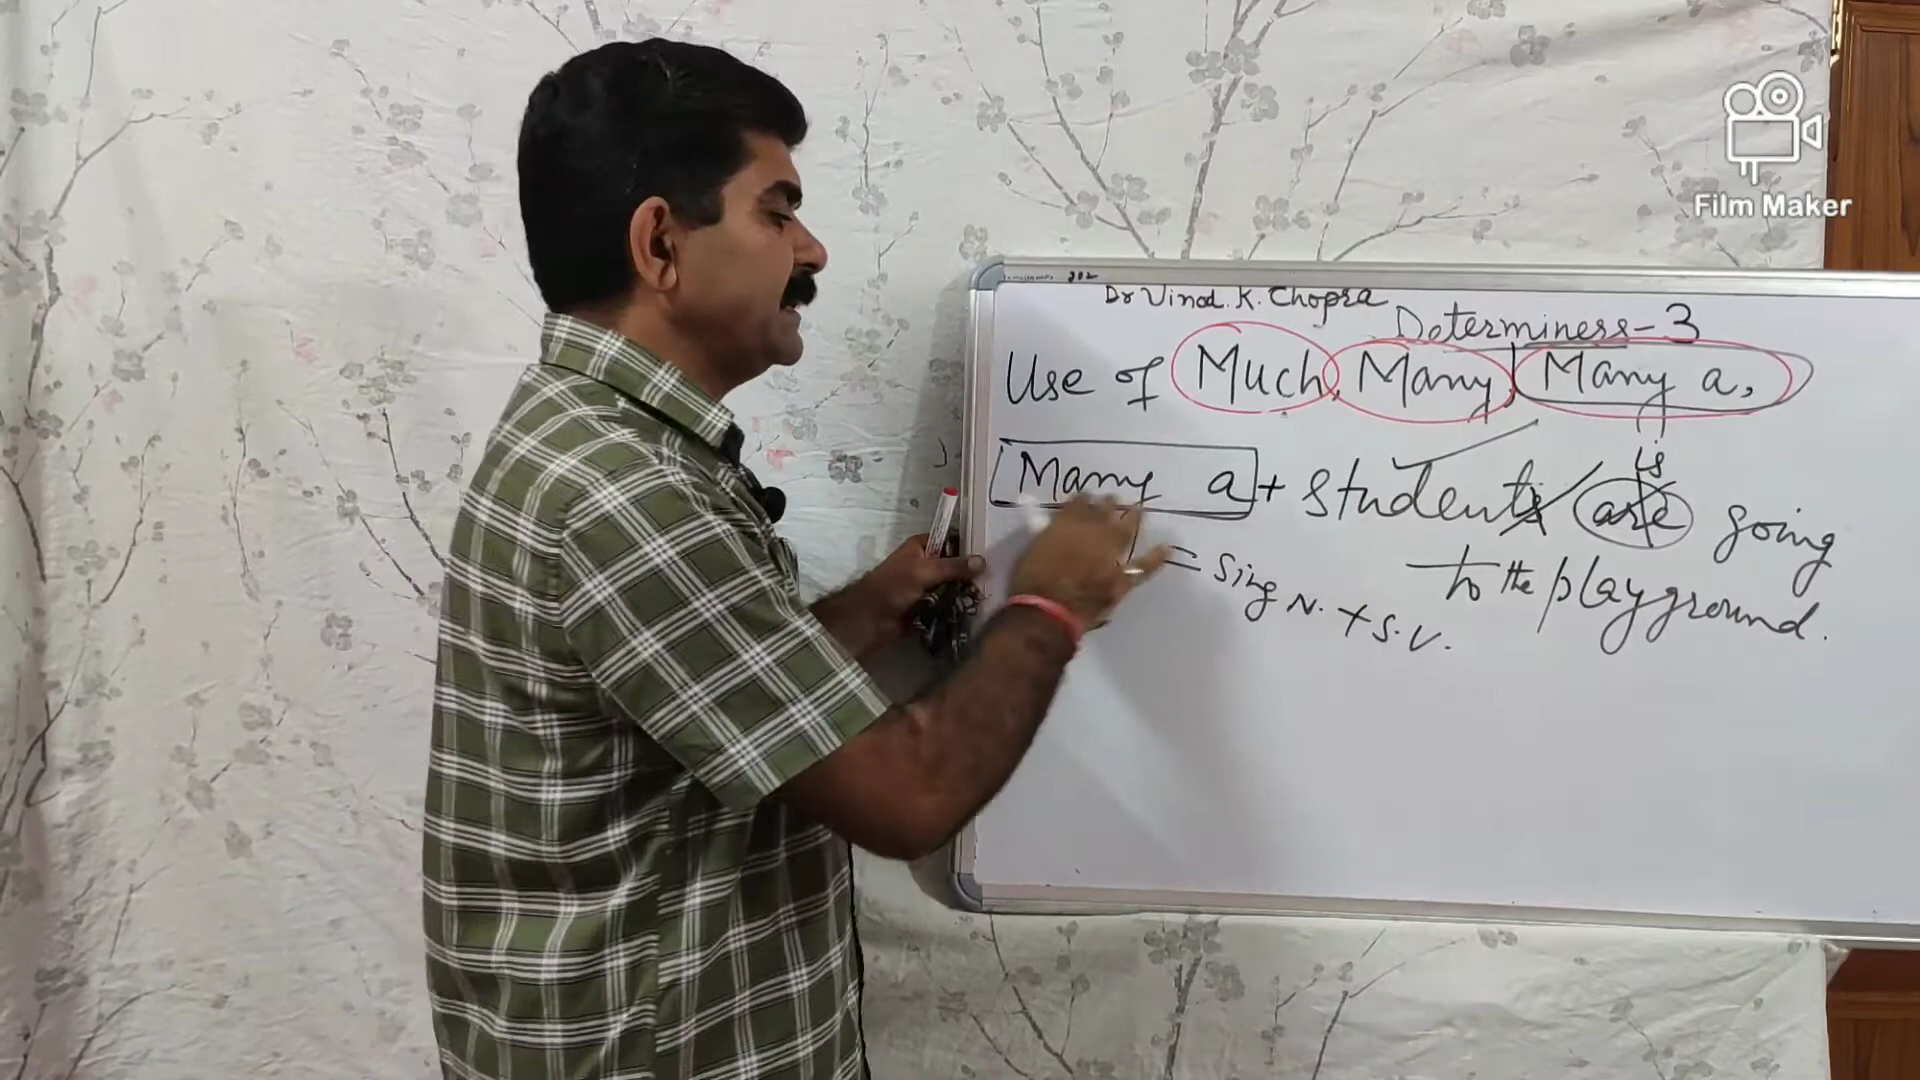 Film Maker
Dr Vinod. K. Chopra
Determiners-3
Use of Much, Many, Many a,
is
Many a + students are going
to the playground.
= Sing N. + S.V.